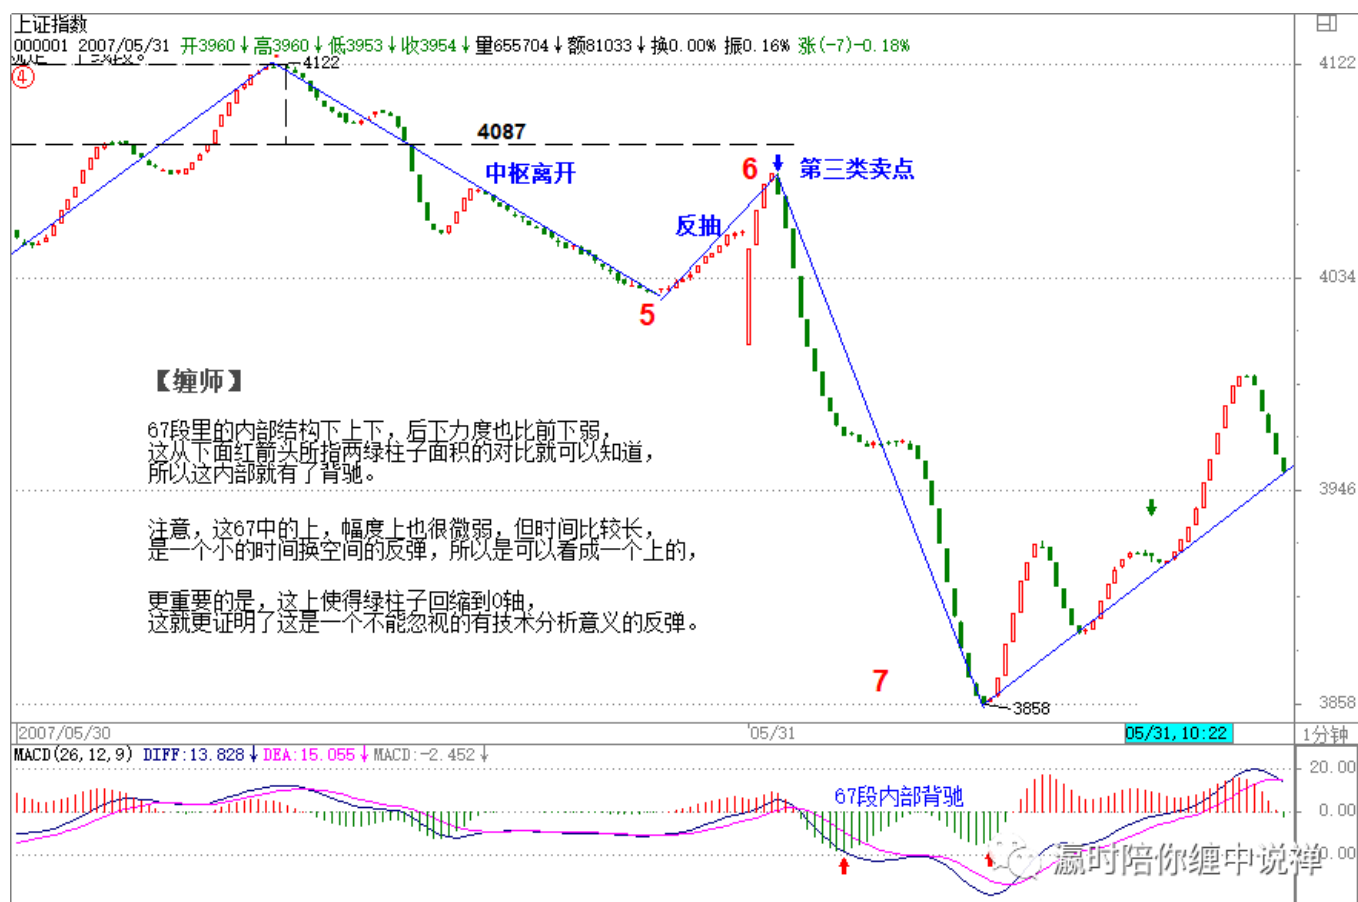 上证指数
000001 2007/05/31 开3960↓高3960↓低3953↓收3954↓量655704↓额81033↓换0.00% 振0.16% 涨(-7)-0.18%
④
4122
4122
4087
中枢离开
6
第三类卖点
反抽
4034
5
【缠师】
67段里的内部结构下上下，后下力度也比前下弱，
这从下面红箭头所指两绿柱子面积的对比就可以知道，
所以这内部就有了背驰。
3946
注意，这67中的上，幅度上也很微弱，但时间比较长，
是一个小的时间换空间的反弹，所以是可以看成一个上的，
更重要的是，这上使得绿柱子回缩到0轴，
这就更证明了这是一个不能忽视的有技术分析意义的反弹。
7
3858
3858
2007/05/30
05/31
05/31,10:22
1分钟
MACD(26,12,9) DIFF:13.828↓DEA:15.055↓MACD:-2.452↓
20.00
67段内部背驰
0.00
瀛时陪你缠中说禅